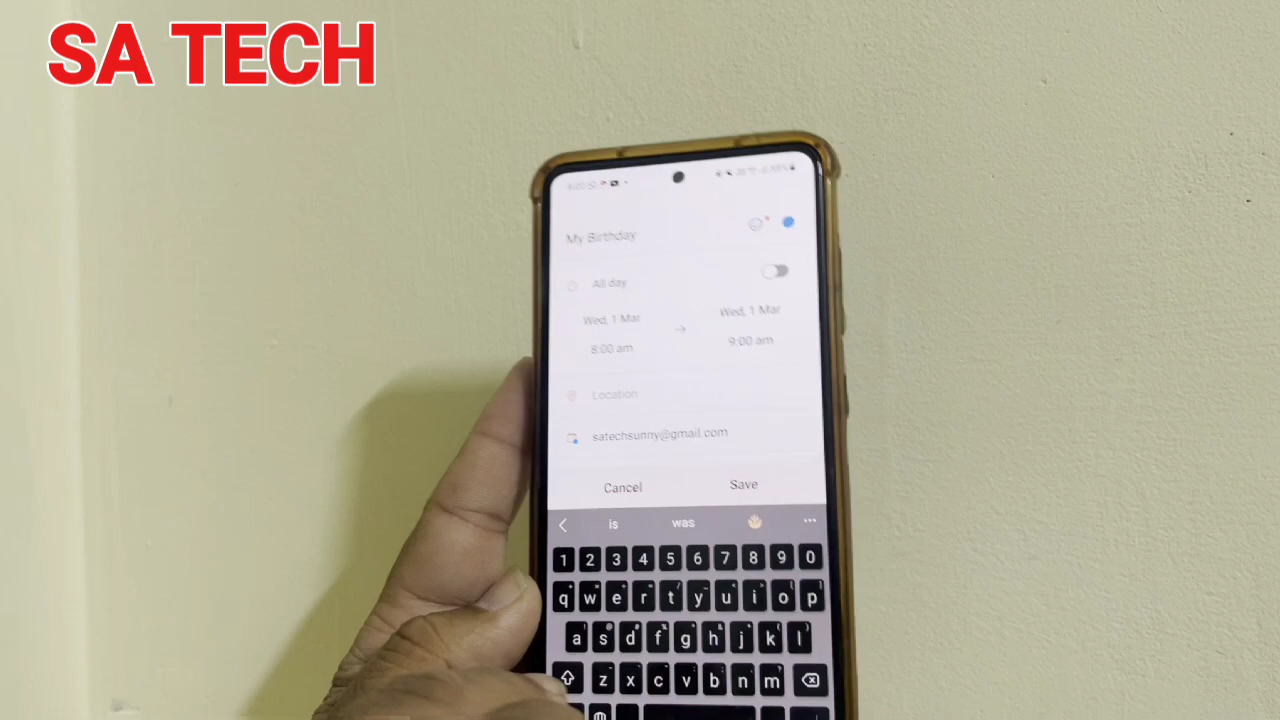 SA TECH
My Birthday
All day
Wed, 1 Mar
Wed, 1 Mar
8:00 am
9:00 am
Location
satechsunny@gmail.com
Cancel Save
is was
1 2 3 4 5 6 7 8 9 0
q w e r t y u i o p
a s d f g h j k l
z x c v b n m